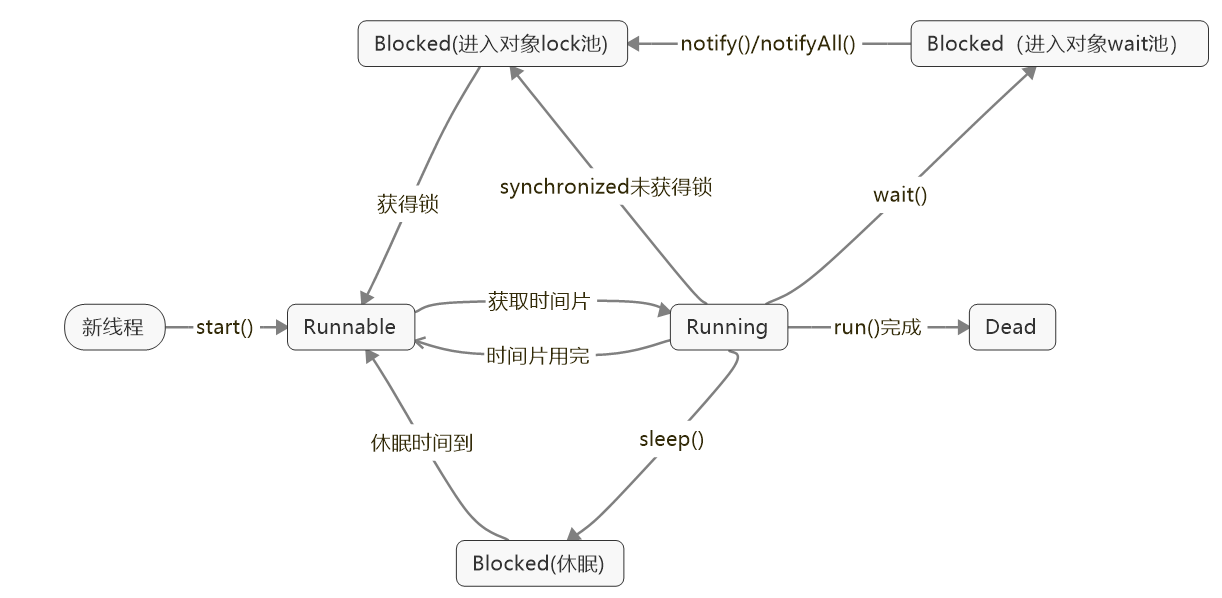 Blocked(进入对象lock池)
notify()/notifyAll()
Blocked（进入对象wait池）
synchronized未获得锁
wait()
获得锁
获取时间片
新线程
start()
Runnable
Running
run()完成
Dead
时间片用完
休眠时间到
sleep()
Blocked(休眠)